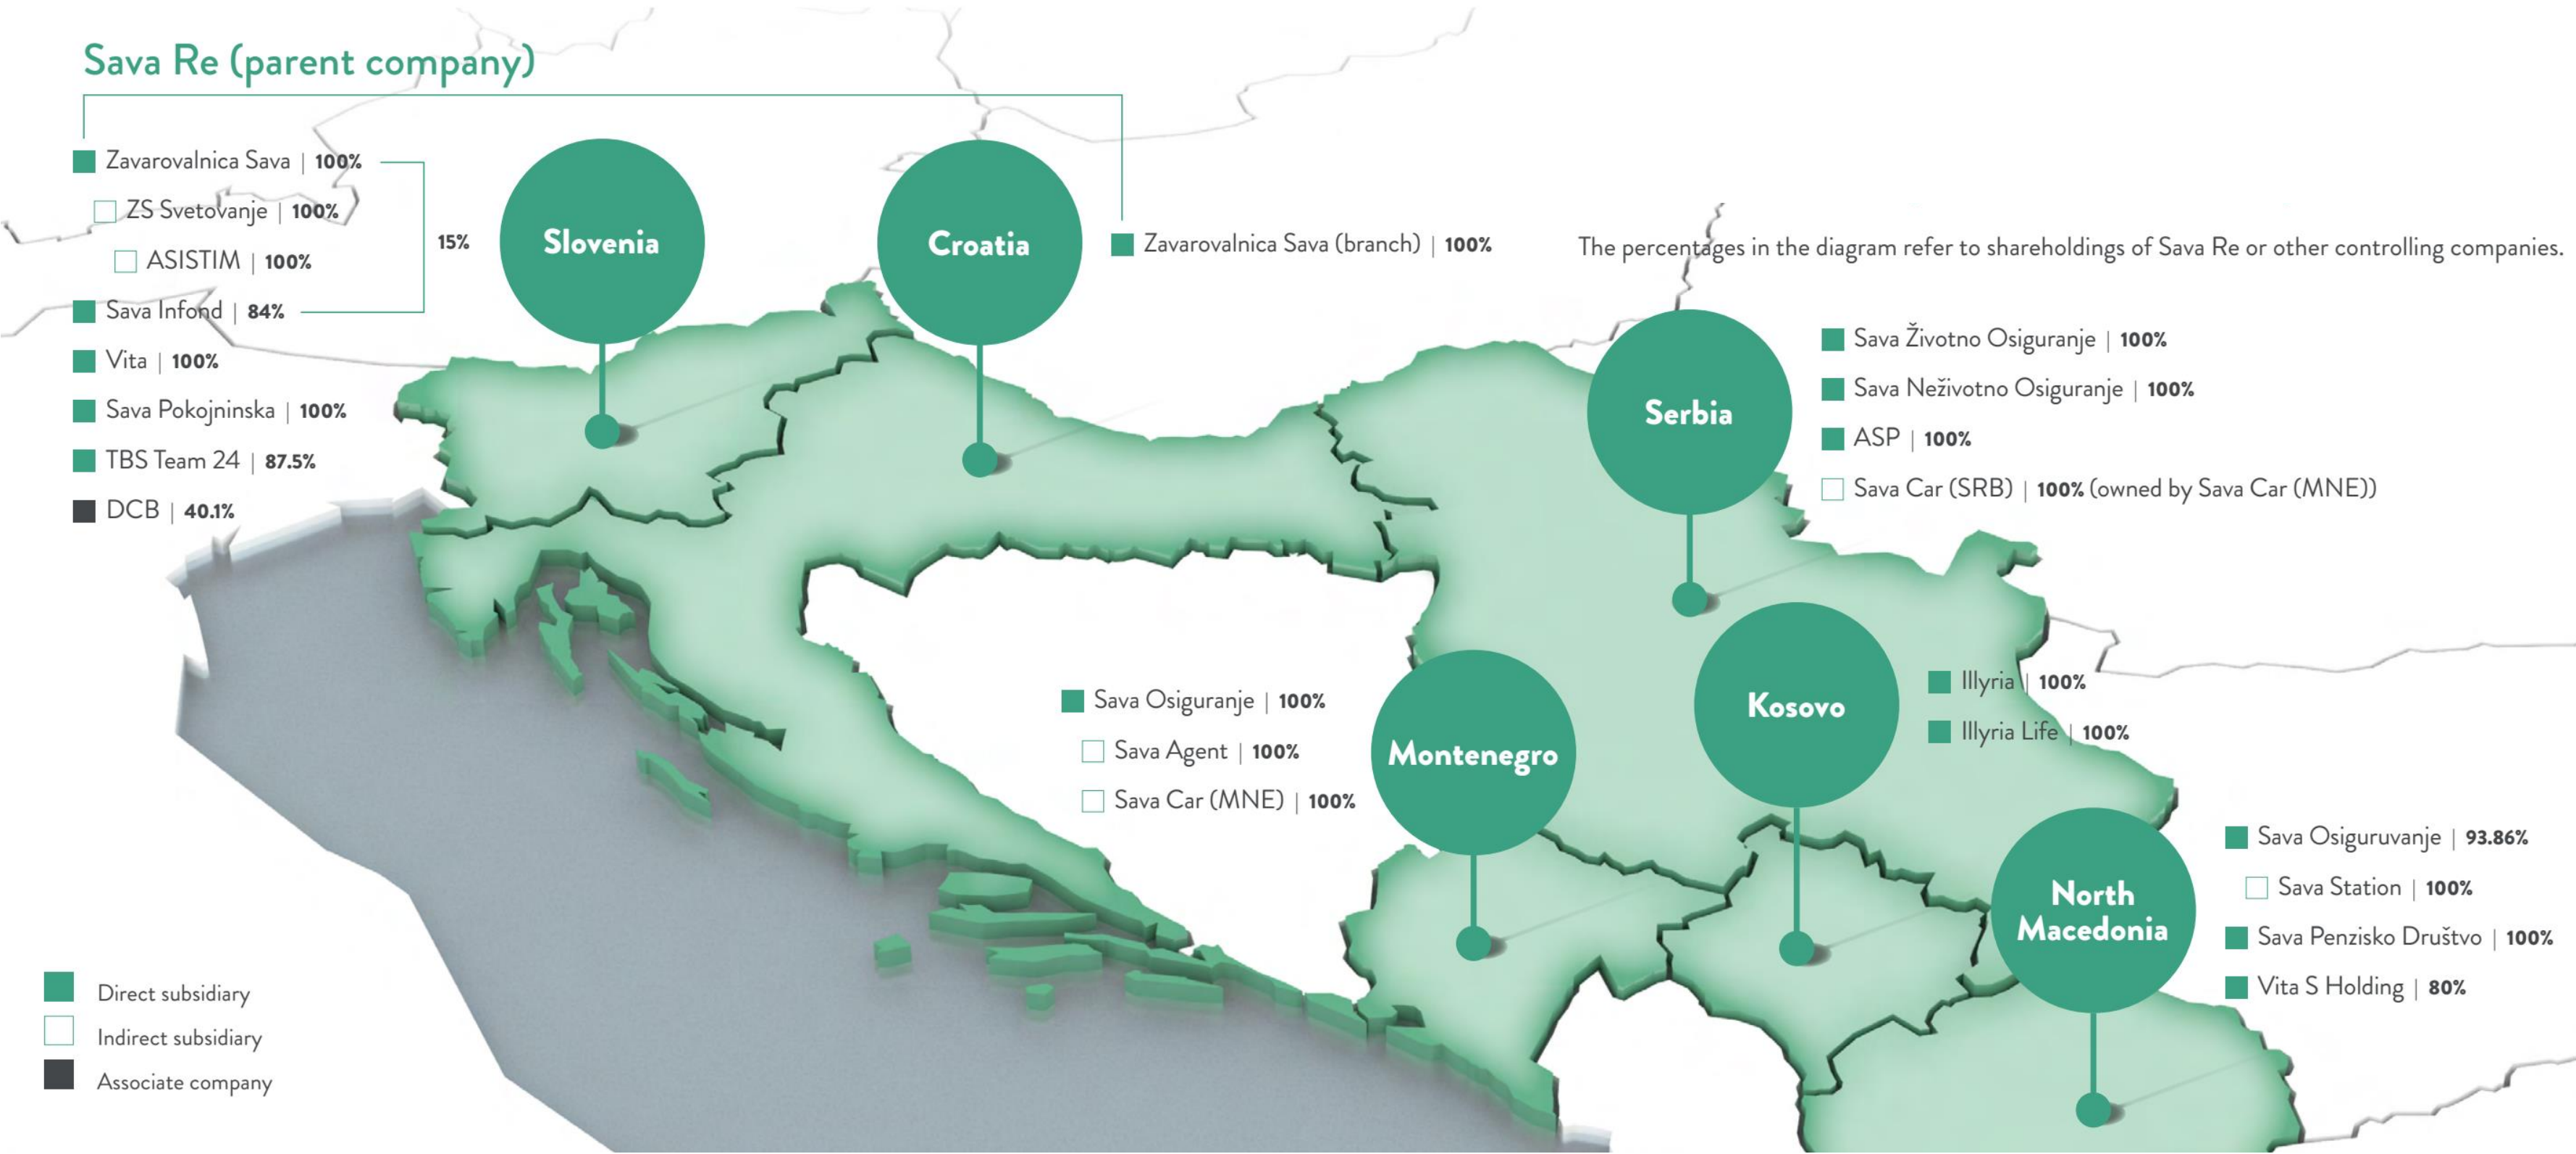 Sava Re (parent company)
Zavarovalnica Sava | 100%
ZS Svetovanje | 100%
ASISTIM | 100%
Sava Infond | 84%
15%
Vita | 100%
Sava Pokojninska | 100%
TBS Team 24 | 87.5%
DCB | 40.1%
Slovenia
Croatia
Zavarovalnica Sava (branch) | 100%
The percentages in the diagram refer to shareholdings of Sava Re or other controlling companies.
Serbia
Sava Životno Osiguranje | 100%
Sava Neživotno Osiguranje | 100%
ASP | 100%
Sava Car (SRB) | 100% (owned by Sava Car (MNE))
Sava Osiguranje | 100%
Sava Agent | 100%
Sava Car (MNE) | 100%
Montenegro
Kosovo
Illyria | 100%
Illyria Life | 100%
North
Macedonia
Sava Osiguruvanje | 93.86%
Sava Station | 100%
Sava Penzisko Društvo | 100%
Vita S Holding | 80%
Direct subsidiary
Indirect subsidiary
Associate company